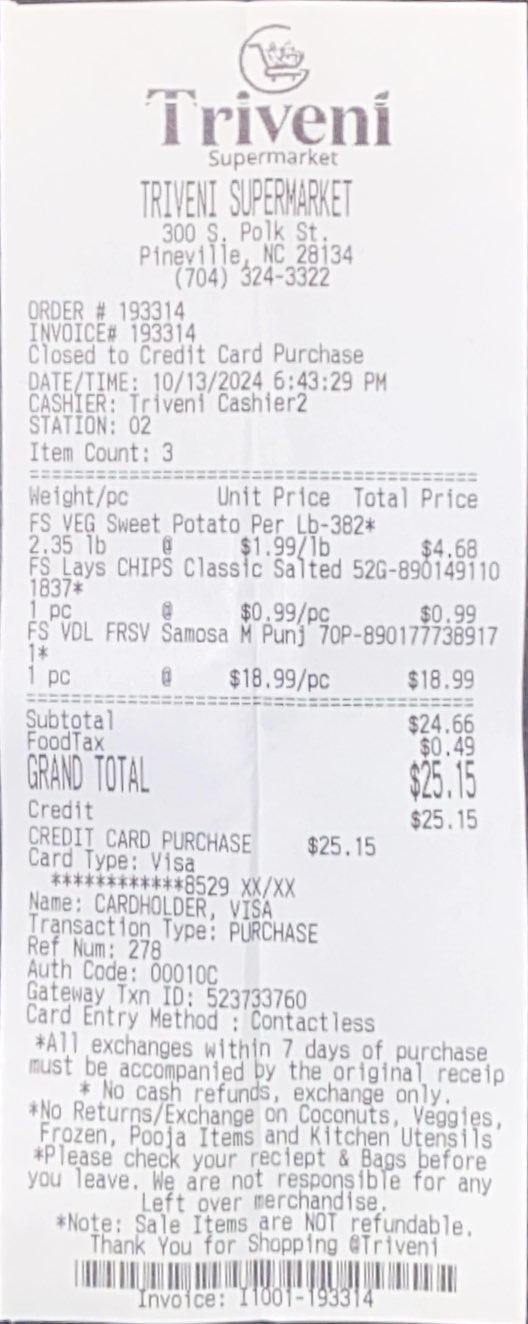 Triveni
Supermarket
TRIVENI SUPERMARKET
300 S. Polk St.
Pineville, NC 28134
(704) 324-3322
ORDER # 193314
INVOICE# 193314
Closed to Credit Card Purchase
DATE/TIME: 10/13/2024 6:43:29 PM
CASHIER: Triveni Cashier2
STATION: 02
Item Count: 3
================================================
Weight/pc Unit Price Total Price
FS VEG Sweet Potato Per Lb-382*
2.35 lb @ $1.99/lb $4.68
FS Lays CHIPS Classic Salted 52G-890149110
1837*
1 pc @ $0.99/pc $0.99
FS VDL FRSV Samosa M Punj 70P-890177738917
1*
1 pc @ $18.99/pc $18.99
================================================
Subtotal $24.66
FoodTax $0.49
GRAND TOTAL $25.15
Credit $25.15
CREDIT CARD PURCHASE $25.15
Card Type: Visa
************8529 XX/XX
Name: CARDHOLDER, VISA
Transaction Type: PURCHASE
Ref Num: 278
Auth Code: 00010C
Gateway Txn ID: 523733760
Card Entry Method : Contactless
*All exchanges within 7 days of purchase
must be accompanied by the original receip
* No cash refunds, exchange only.
*No Returns/Exchange on Coconuts, Veggies,
Frozen, Pooja Items and Kitchen Utensils
*Please check your reciept & Bags before
you leave. We are not responsible for any
Left over merchandise.
*Note: Sale Items are NOT refundable.
Thank You for Shopping @Triveni
Invoice: I1001-193314